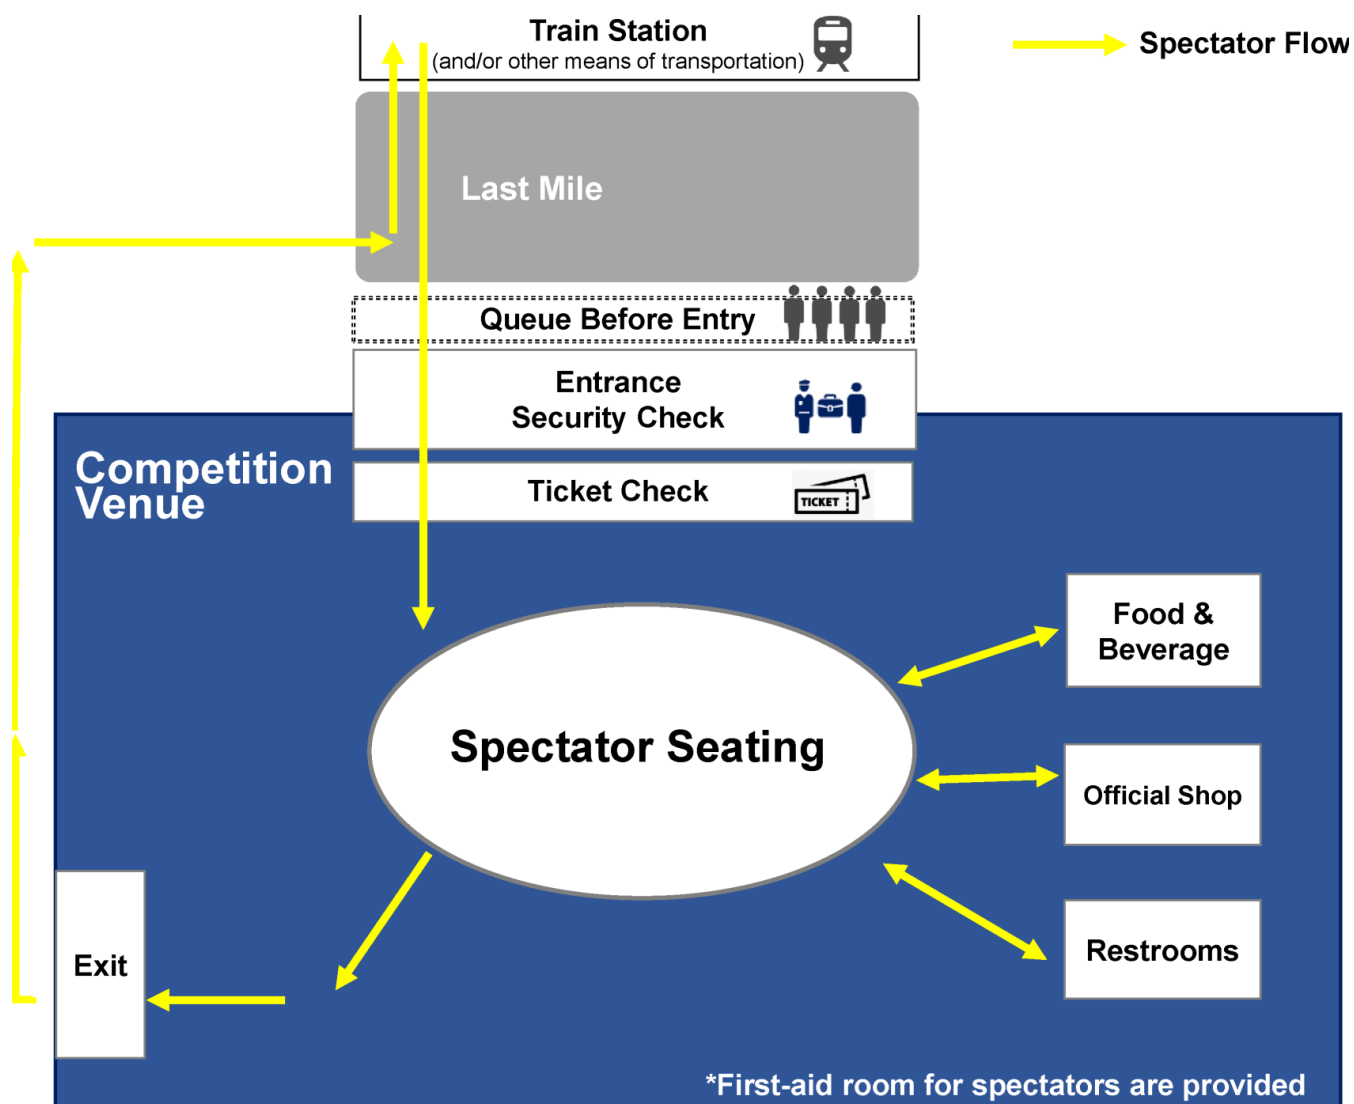 Train Station
(and/or other means of transportation)
Spectator Flow
Last Mile
Queue Before Entry
Entrance
Security Check
Competition
Venue
Ticket Check
TICKET
Food &
Beverage
Spectator Seating
Official Shop
Exit
Restrooms
*First-aid room for spectators are provided